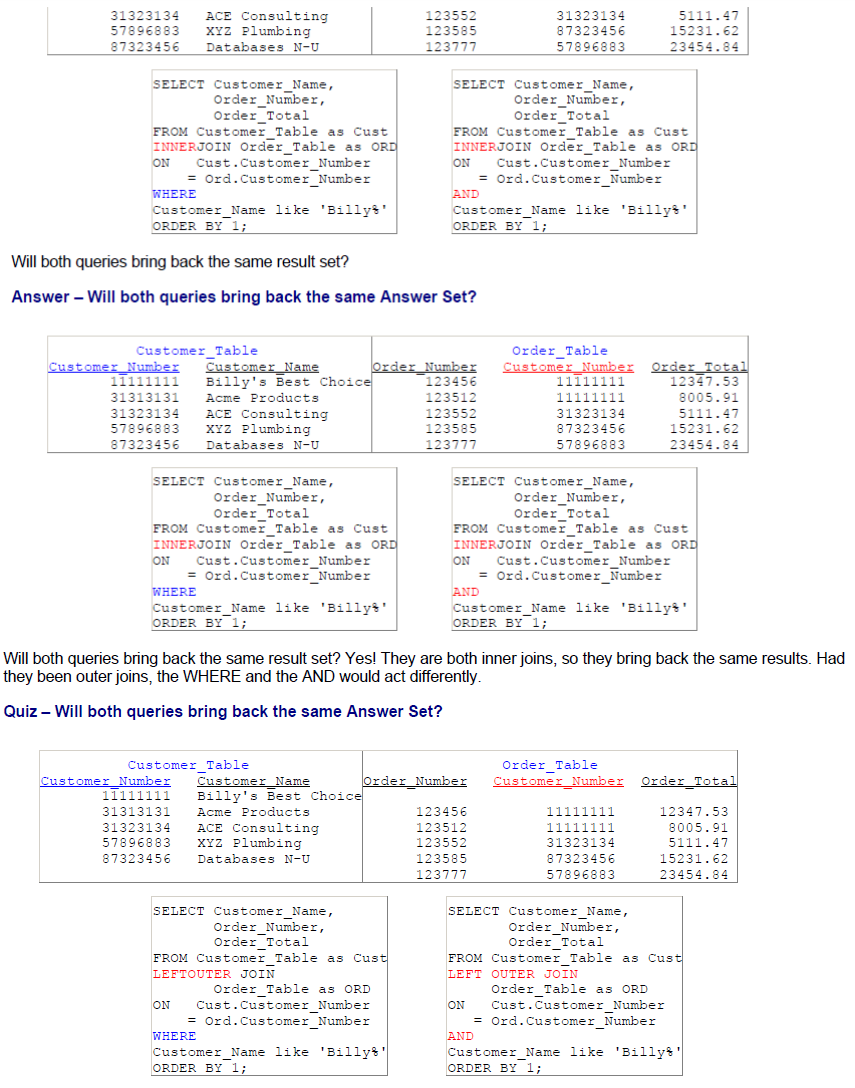 31323134 ACE Consulting 123552 31323134 5111.47
57896883 XYZ Plumbing 123585 87323456 15231.62
87323456 Databases N-U 123777 57896883 23454.84
SELECT Customer_Name,
Order_Number,
Order_Total
FROM Customer_Table as Cust
INNERJOIN Order_Table as ORD
ON Cust.Customer_Number
= Ord.Customer_Number
WHERE
Customer_Name like 'Billy%'
ORDER BY 1;
SELECT Customer_Name,
Order_Number,
Order_Total
FROM Customer_Table as Cust
INNERJOIN Order_Table as ORD
ON Cust.Customer_Number
= Ord.Customer_Number
AND
Customer_Name like 'Billy%'
ORDER BY 1;
Will both queries bring back the same result set?
Answer – Will both queries bring back the same Answer Set?
Customer_Table Order_Table
Customer_Number Customer_Name Order_Number Customer_Number Order_Total
11111111 Billy's Best Choice 123456 11111111 12347.53
31313131 Acme Products 123512 11111111 8005.91
31323134 ACE Consulting 123552 31323134 5111.47
57896883 XYZ Plumbing 123585 87323456 15231.62
87323456 Databases N-U 123777 57896883 23454.84
SELECT Customer_Name,
Order_Number,
Order_Total
FROM Customer_Table as Cust
INNERJOIN Order_Table as ORD
ON Cust.Customer_Number
= Ord.Customer_Number
WHERE
Customer_Name like 'Billy%'
ORDER BY 1;
SELECT Customer_Name,
Order_Number,
Order_Total
FROM Customer_Table as Cust
INNERJOIN Order_Table as ORD
ON Cust.Customer_Number
= Ord.Customer_Number
AND
Customer_Name like 'Billy%'
ORDER BY 1;
Will both queries bring back the same result set? Yes! They are both inner joins, so they bring back the same results. Had
they been outer joins, the WHERE and the AND would act differently.
Quiz – Will both queries bring back the same Answer Set?
Customer_Table Order_Table
Customer_Number Customer_Name Order_Number Customer_Number Order_Total
11111111 Billy's Best Choice
31313131 Acme Products 123456 11111111 12347.53
31323134 ACE Consulting 123512 11111111 8005.91
57896883 XYZ Plumbing 123552 31323134 5111.47
87323456 Databases N-U 123585 87323456 15231.62
123777 57896883 23454.84
SELECT Customer_Name,
Order_Number,
Order_Total
FROM Customer_Table as Cust
LEFTOUTER JOIN
Order_Table as ORD
ON Cust.Customer_Number
= Ord.Customer_Number
WHERE
Customer_Name like 'Billy%'
ORDER BY 1;
SELECT Customer_Name,
Order_Number,
Order_Total
FROM Customer_Table as Cust
LEFT OUTER JOIN
Order_Table as ORD
ON Cust.Customer_Number
= Ord.Customer_Number
AND
Customer_Name like 'Billy%'
ORDER BY 1;